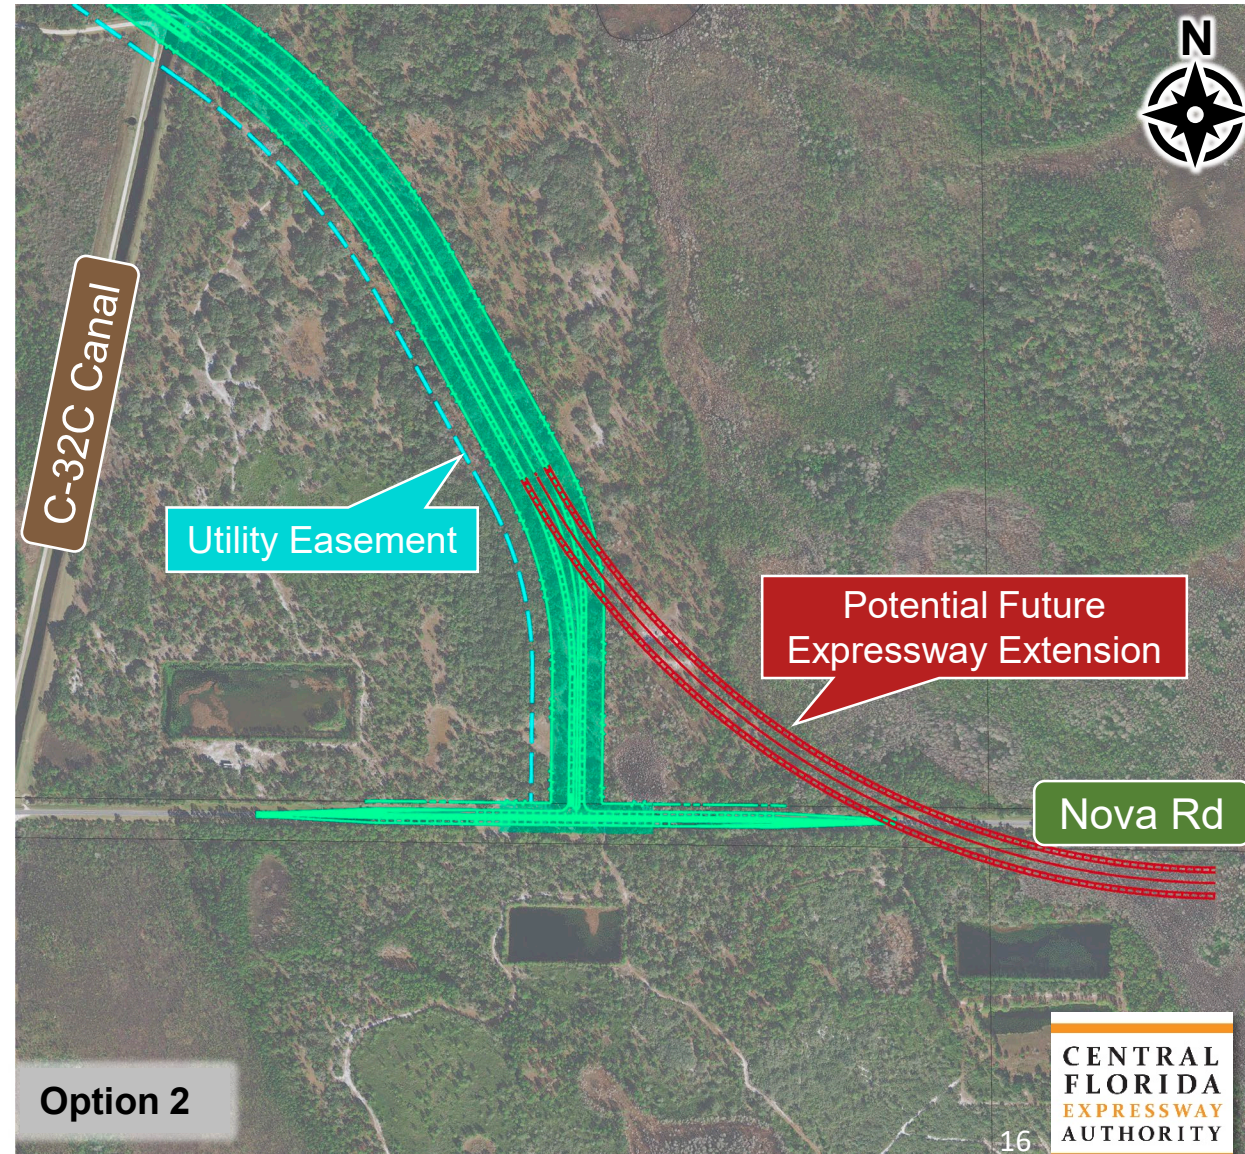 N
C-32C Canal
Utility Easement
Potential Future
Expressway Extension
Nova Rd
Option 2
16
CENTRAL
FLORIDA
EXPRESSWAY
AUTHORITY